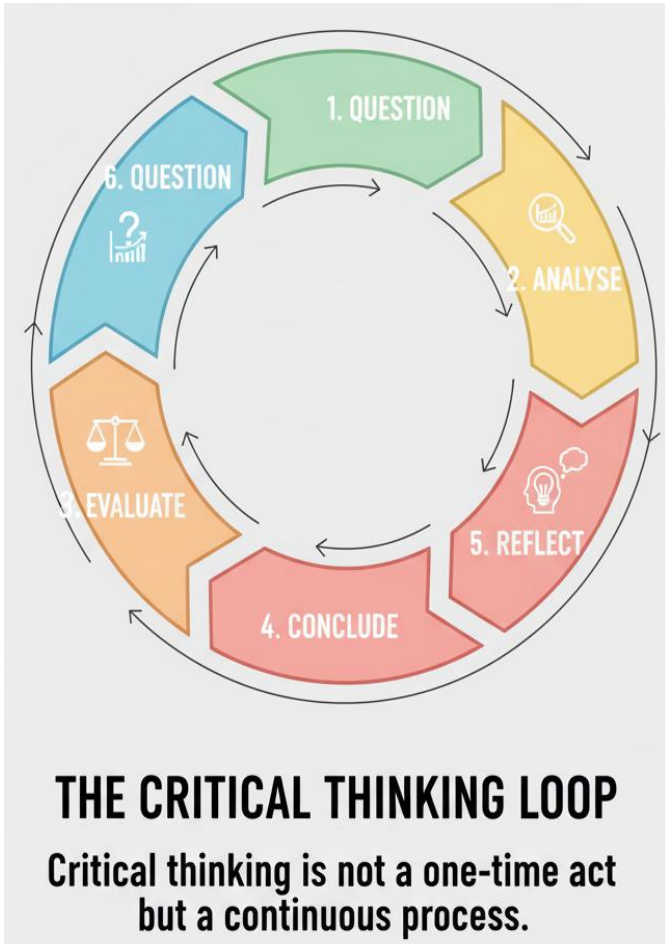 1. QUESTION
2. ANALYSE
5. REFLECT
4. CONCLUDE
3. EVALUATE
6. QUESTION
?
THE CRITICAL THINKING LOOP
Critical thinking is not a one-time act
but a continuous process.